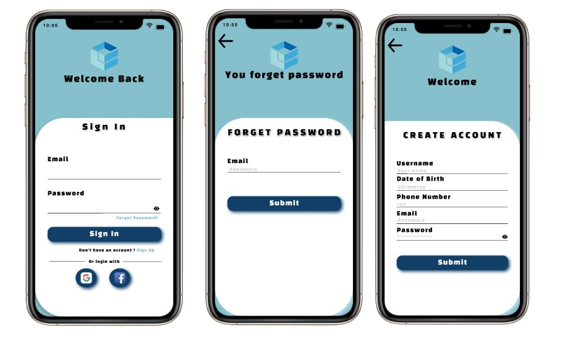 10:00
Welcome Back
Sign In
Email
Password
Forget Password?
Sign In
Don't have an account ? Sign Up
Or login with
10:00
You forget password
FORGET PASSWORD
Email
Submit
10:00
Welcome
CREATE ACCOUNT
Username
Your name
Date of Birth
dd/mm/yy
Phone Number
Email
Password
Submit